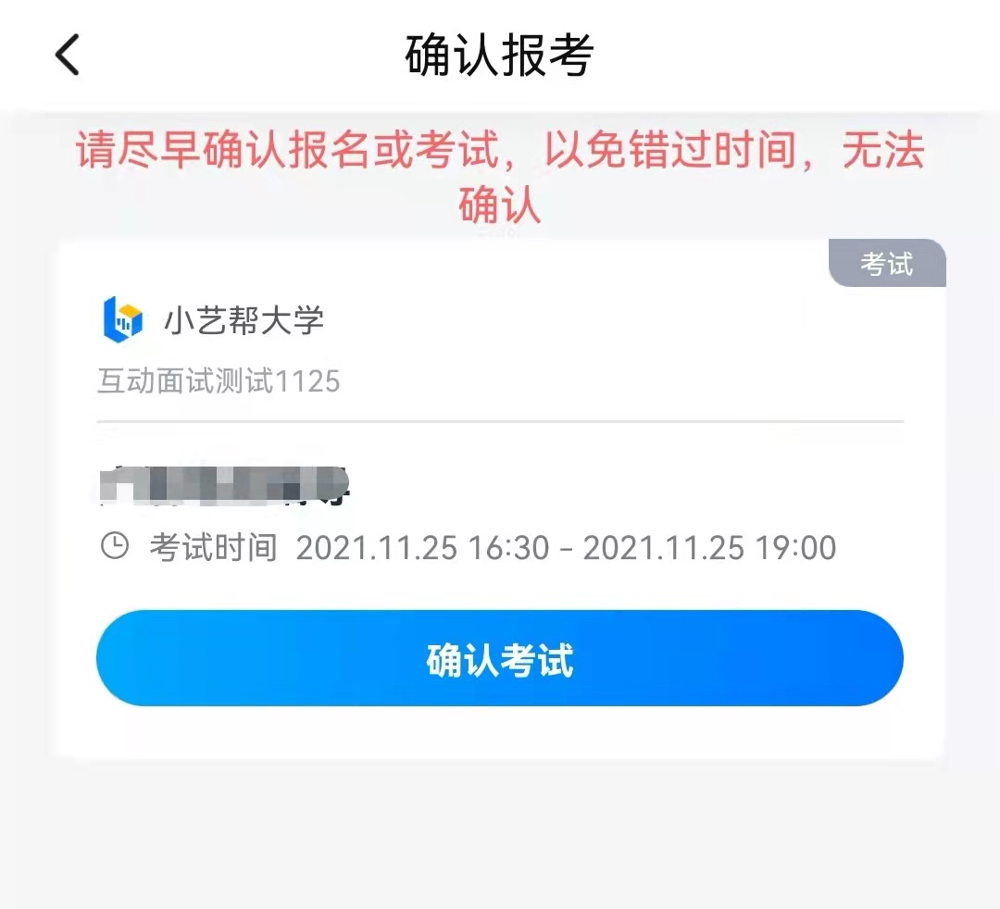 确认报考
请尽早确认报名或考试，以免错过时间，无法
确认
考试
小艺帮大学
互动面试测试1125
考试时间 2021.11.25 16:30 - 2021.11.25 19:00
确认考试